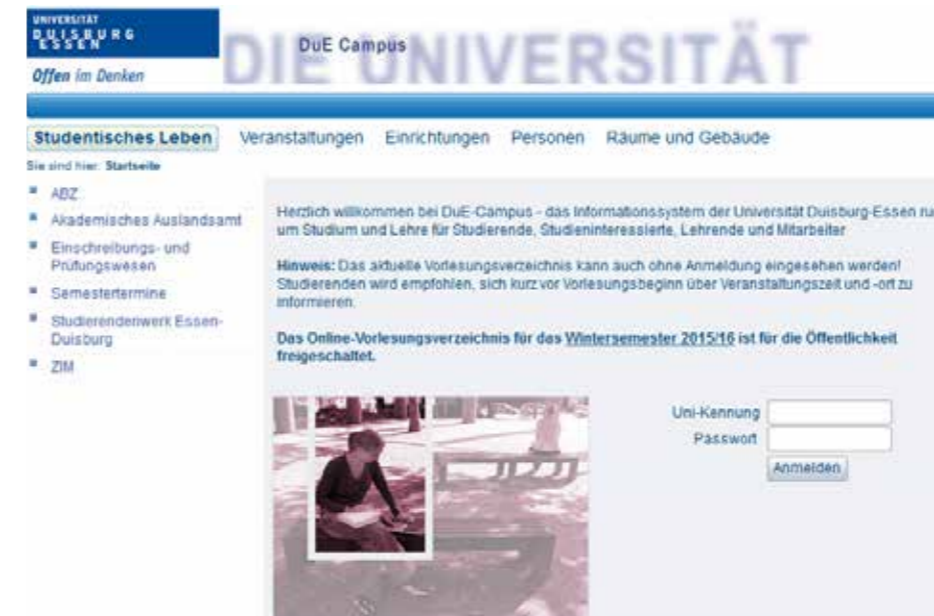 UNIVERSITÄT
DUISBURG
ESSEN
Offen im Denken
DuE Campus
DIE UNIVERSITÄT
Studentisches Leben Veranstaltungen Einrichtungen Personen Räume und Gebäude
Sie sind hier: Startseite
ABZ
Akademisches Auslandsamt
Einschreibungs- und
Prüfungswesen
Semestertermine
Studierendenwerk Essen-
Duisburg
ZIM
Herzlich willkommen bei DuE-Campus - das Informationssystem der Universität Duisburg-Essen ru
um Studium und Lehre für Studierende, Studieninteressierte, Lehrende und Mitarbeiter
Hinweis: Das aktuelle Vorlesungsverzeichnis kann auch ohne Anmeldung eingesehen werden!
Studierenden wird empfohlen, sich kurz vor Vorlesungsbeginn über Veranstaltungszeit und -ort zu
informieren.
Das Online-Vorlesungsverzeichnis für das Wintersemester 2015/16 ist für die Öffentlichkeit
freigeschaltet.
Uni-Kennung
Passwort
Anmelden